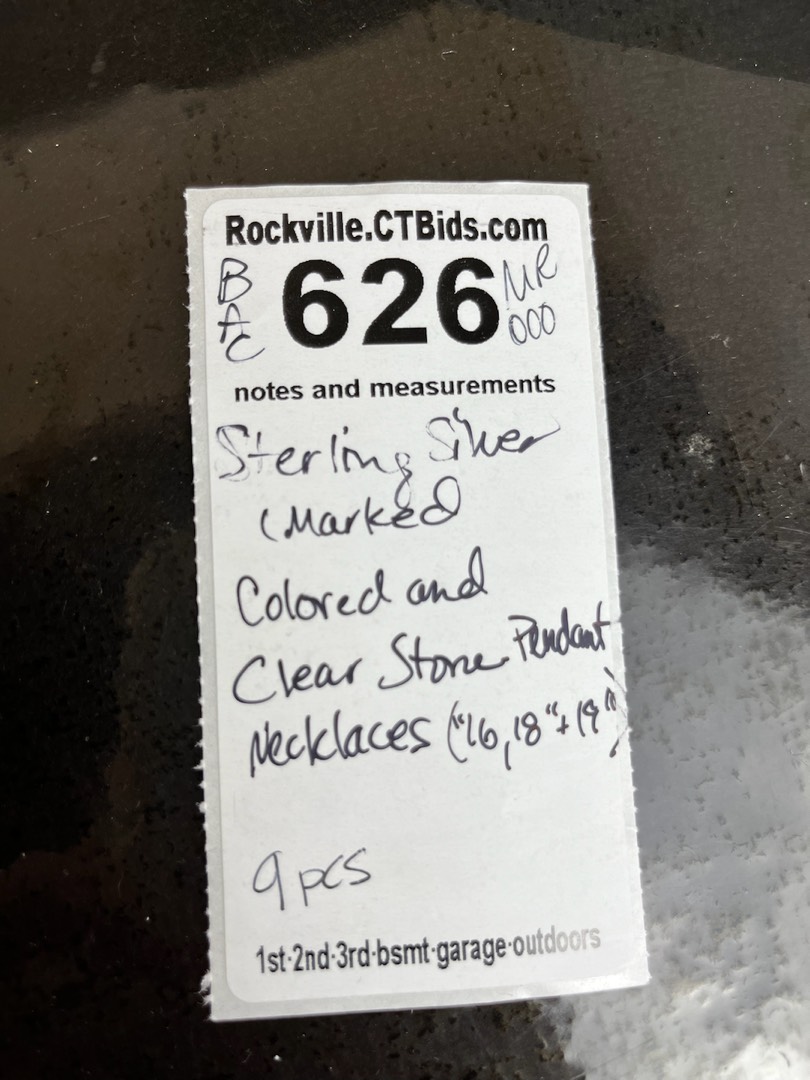 Rockville.CTBids.com
BAC 626 MR 000
notes and measurements
Sterling Silver
(Marked
Colored and
Clear Stone Pendant
Necklaces ("16, 18" + 19")
9 pcs
1st·2nd·3rd·bsmt·garage·outdoors